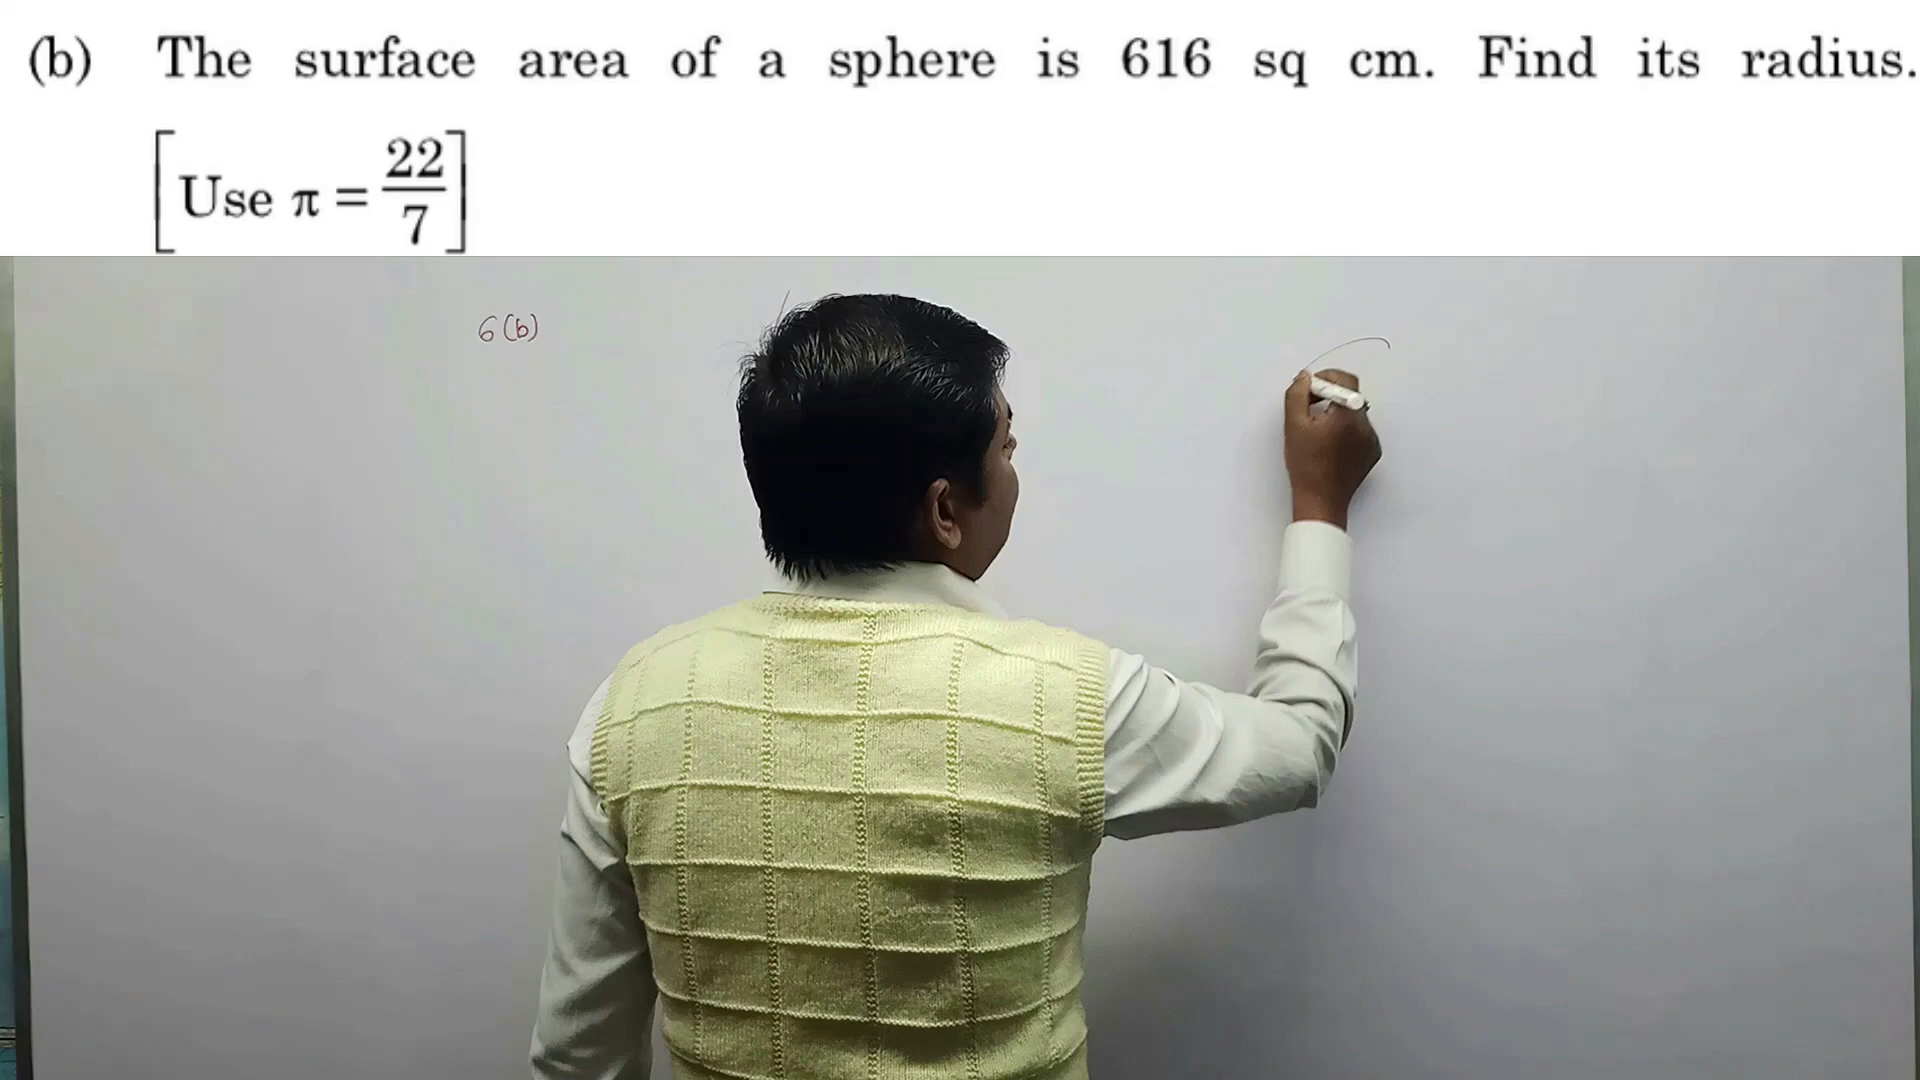 (b) The surface area of a sphere is 616 sq cm. Find its radius.
[Use π = 22/7]
6(b)